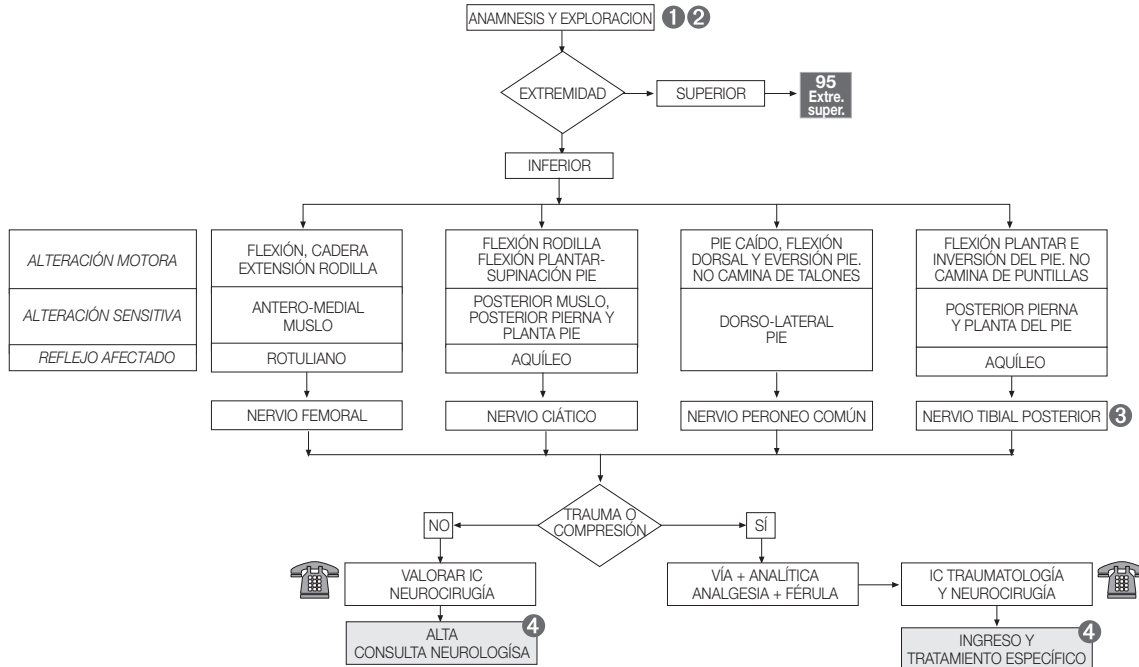 ANAMNESIS Y EXPLORACION 1 2
EXTREMIDAD
SUPERIOR
95
Extre.
super.
INFERIOR
ALTERACIÓN MOTORA
FLEXIÓN, CADERA
EXTENSIÓN RODILLA
FLEXIÓN RODILLA
FLEXIÓN PLANTAR-
SUPINACIÓN PIE
PIE CAÍDO, FLEXIÓN
DORSAL Y EVERSIÓN PIE.
NO CAMINA DE TALONES
FLEXIÓN PLANTAR E
INVERSIÓN DEL PIE. NO
CAMINA DE PUNTILLAS
ALTERACIÓN SENSITIVA
ANTERO-MEDIAL
MUSLO
POSTERIOR MUSLO,
POSTERIOR PIERNA Y
PLANTA PIE
DORSO-LATERAL
PIE
POSTERIOR PIERNA
Y PLANTA DEL PIE
REFLEJO AFECTADO
ROTULIANO
AQUÍLEO
AQUÍLEO
NERVIO FEMORAL
NERVIO CIÁTICO
NERVIO PERONEO COMÚN
NERVIO TIBIAL POSTERIOR 3
TRAUMA O
COMPRESIÓN
NO
SÍ
VALORAR IC
NEUROCIRUGÍA
VÍA + ANALÍTICA
ANALGESIA + FÉRULA
IC TRAUMATOLOGÍA
Y NEUROCIRUGÍA
ALTA
CONSULTA NEUROLOGÍSA
4
INGRESO Y
TRATAMIENTO ESPECÍFICO
4